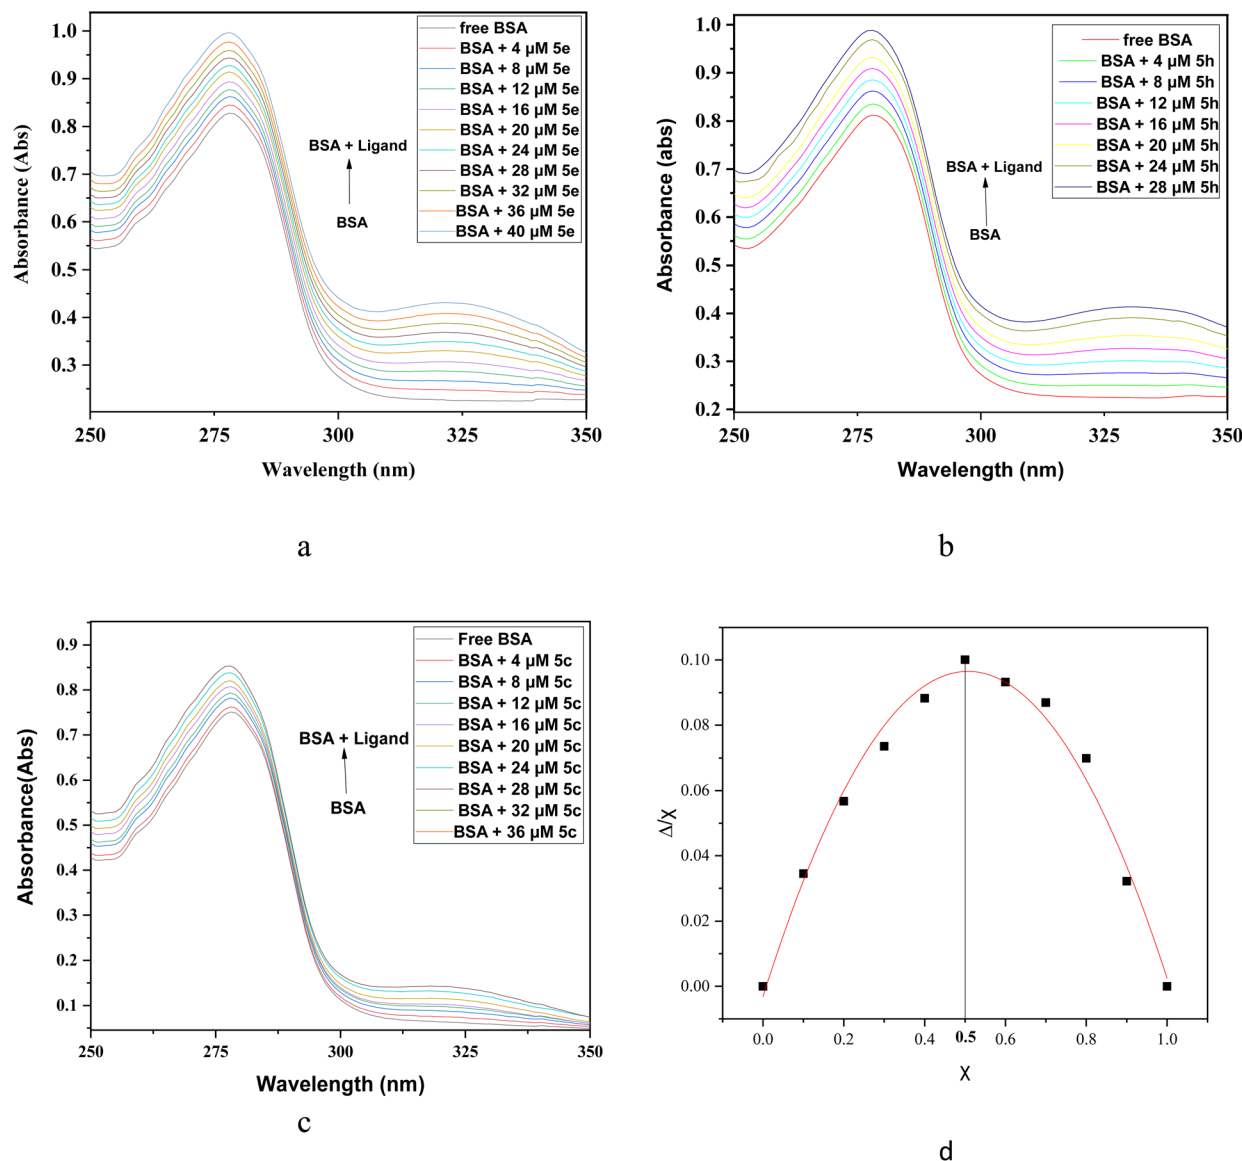 1.0
0.9
0.8
0.7
0.6
0.5
0.4
0.3
Absorbance (Abs)
250
275
300
325
350
Wavelength (nm)
free BSA
BSA + 4 μM 5e
BSA + 8 μM 5e
BSA + 12 μM 5e
BSA + 16 μM 5e
BSA + 20 μM 5e
BSA + 24 μM 5e
BSA + 28 μM 5e
BSA + 32 μM 5e
BSA + 36 μM 5e
BSA + 40 μM 5e
BSA + Ligand
BSA
a
1.0
0.9
0.8
0.7
0.6
0.5
0.4
0.3
0.2
Absorbance (abs)
250
275
300
325
350
Wavelength (nm)
free BSA
BSA + 4 μM 5h
BSA + 8 μM 5h
BSA + 12 μM 5h
BSA + 16 μM 5h
BSA + 20 μM 5h
BSA + 24 μM 5h
BSA + 28 μM 5h
BSA + Ligand
BSA
b
0.9
0.8
0.7
0.6
0.5
0.4
0.3
0.2
0.1
Absorbance(Abs)
250
275
300
325
350
Wavelength (nm)
Free BSA
BSA + 4 μM 5c
BSA + 8 μM 5c
BSA + 12 μM 5c
BSA + 16 μM 5c
BSA + 20 μM 5c
BSA + 24 μM 5c
BSA + 28 μM 5c
BSA + 32 μM 5c
BSA + 36 μM 5c
BSA + Ligand
BSA
c
0.10
0.08
0.06
0.04
0.02
0.00
Δ/χ
0.0
0.2
0.4
0.5
0.6
0.8
1.0
χ
d